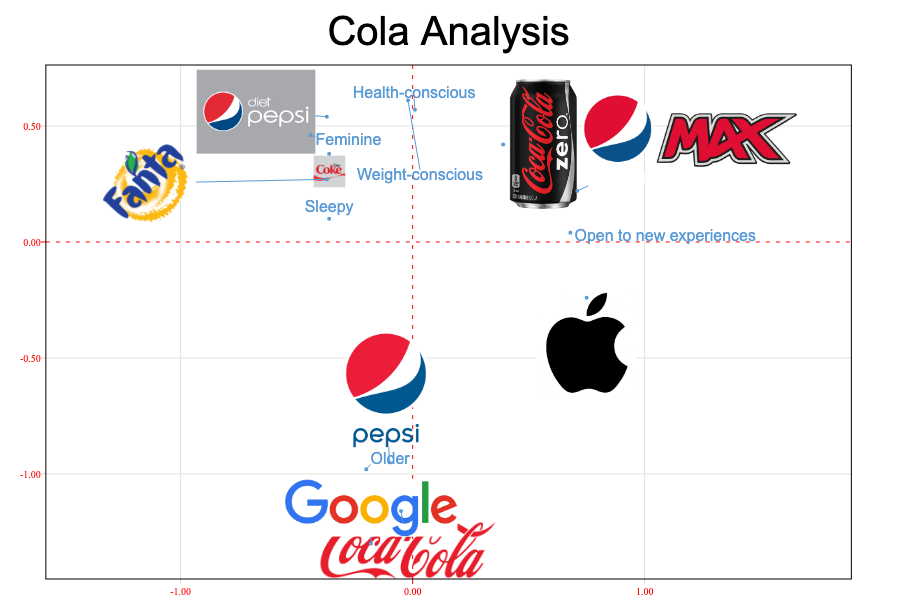 Cola Analysis
diet
pepsi
Health-conscious
Coca-Cola
zero
MAX
0.50
Feminine
Fanta
Coke
Weight-conscious
Sleepy
0.00
Open to new experiences
-0.50
pepsi
Older
-1.00
Google
Coca-Cola
-1.00
0.00
1.00